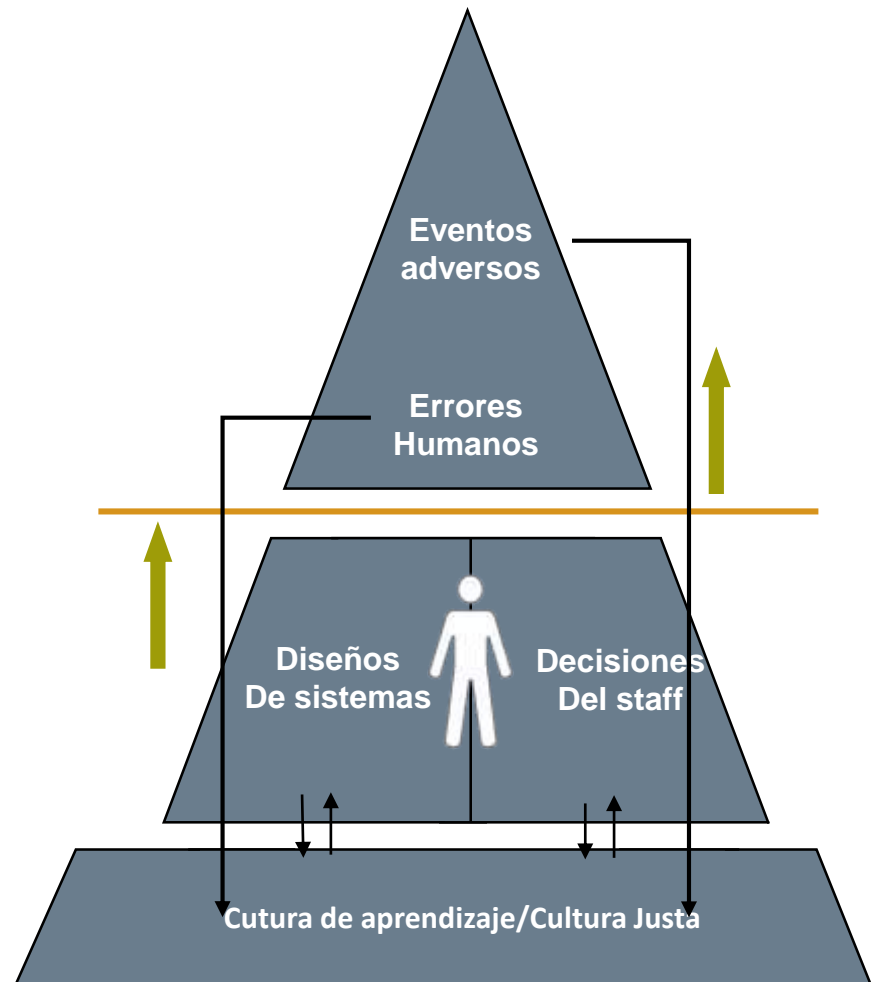 Eventos
adversos
Errores
Humanos
Diseños
De sistemas
Decisiones
Del staff
Cutura de aprendizaje/Cultura Justa